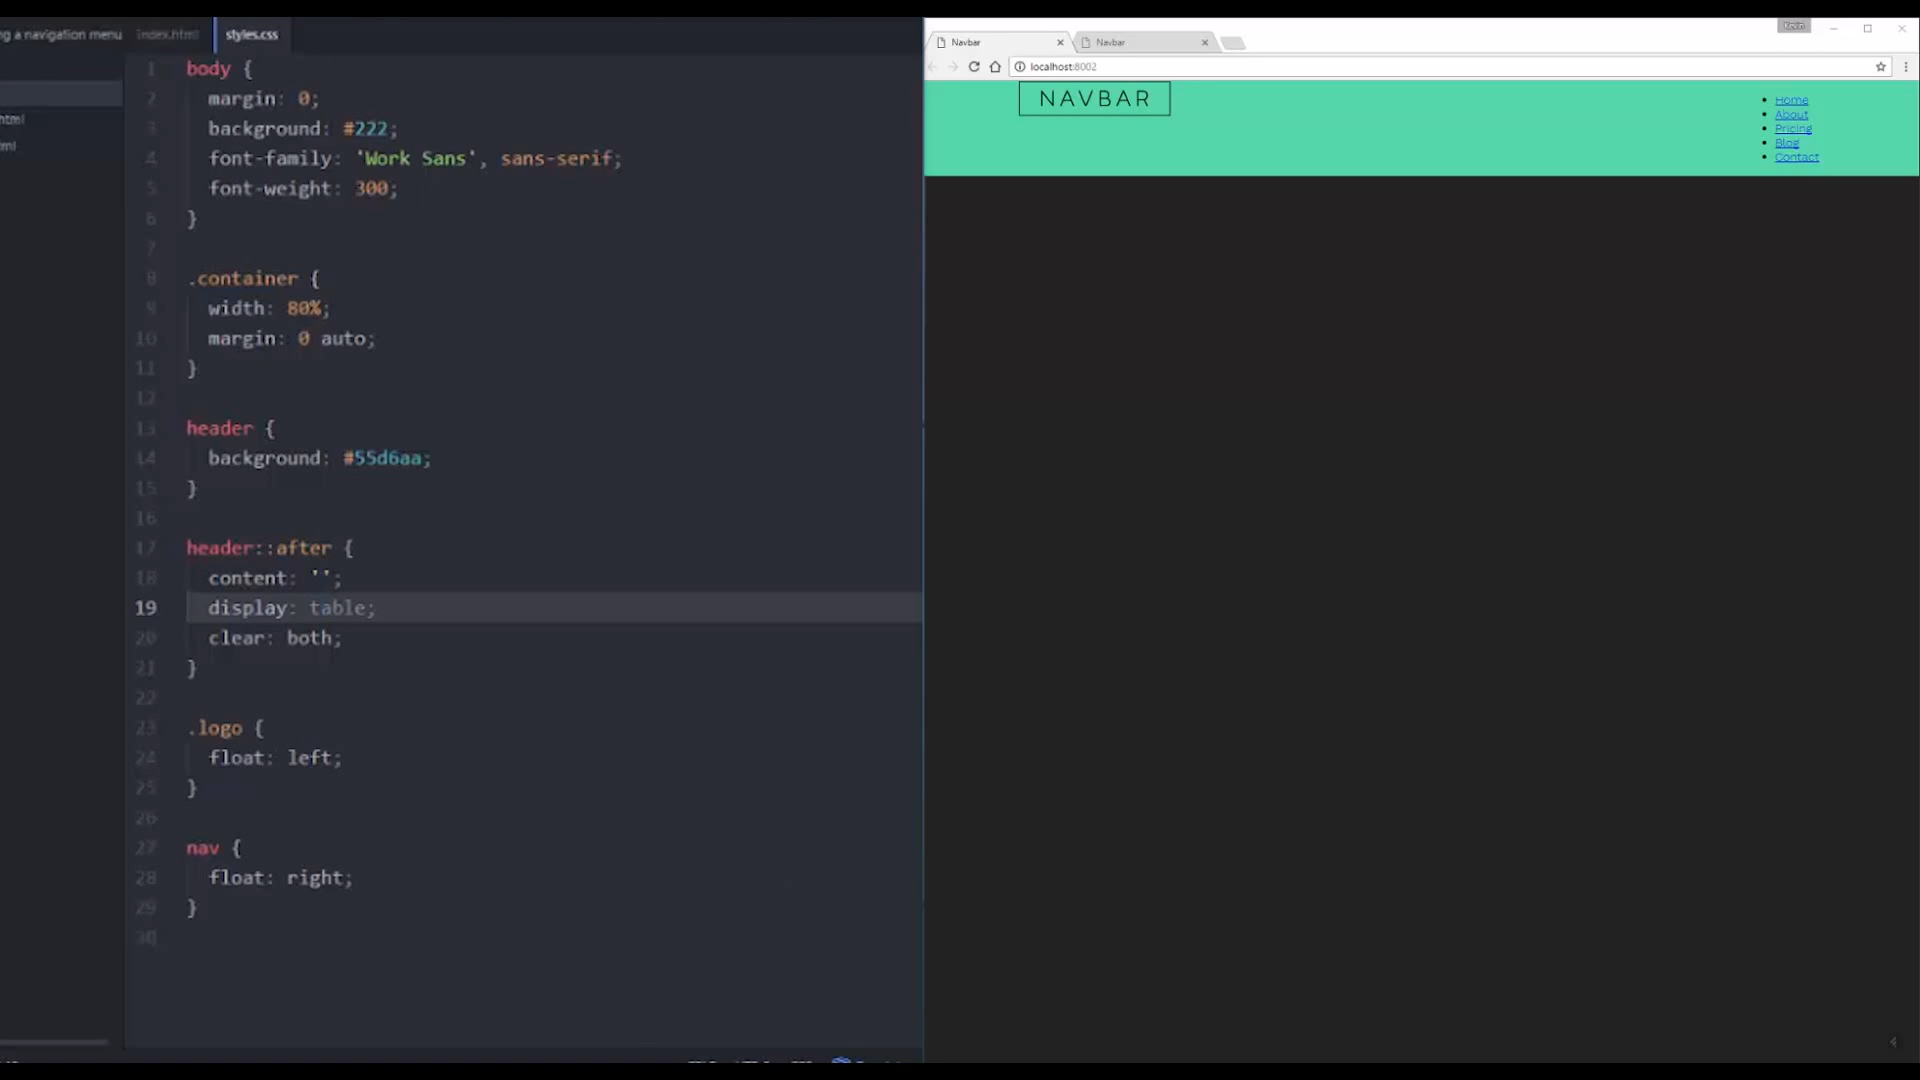 g a navigation menu
index.html
styles.css
html
ml
1 body {
2 margin: 0;
3 background: #222;
4 font-family: 'Work Sans', sans-serif;
5 font-weight: 300;
6 }
7
8 .container {
9 width: 80%;
10 margin: 0 auto;
11 }
12
13 header {
14 background: #55d6aa;
15 }
16
17 header::after {
18 content: '';
19 display: table;
20 clear: both;
21 }
22
23 .logo {
24 float: left;
25 }
26
27 nav {
28 float: right;
29 }
30
Kevin
Navbar
Navbar
localhost:8002
NAVBAR
Home
About
Pricing
Blog
Contact